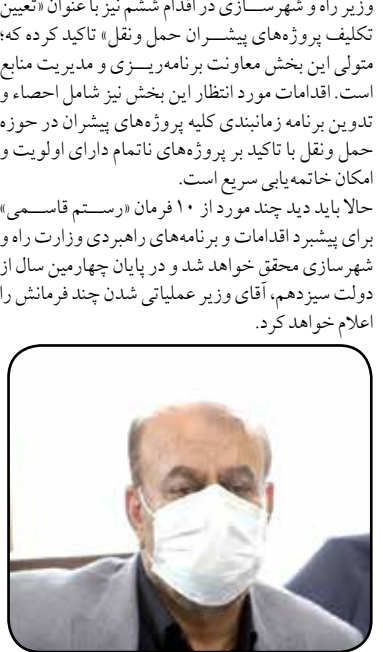 وزیر راه و شهرسازی در اقدام ششم نیز با عنوان «تعیین
تکلیف پروژه‌های پیشران حمل ونقل» تاکید کرده که؛
متولی این بخش معاونت برنامه‌ریزی و مدیریت منابع
است. اقدامات مورد انتظار این بخش نیز شامل احصاء و
تدوین برنامه زمانبندی کلیه پروژه‌های پیشران در حوزه
حمل ونقل با تاکید بر پروژه‌های ناتمام دارای اولویت و
امکان خاتمه‌یابی سریع است.
حالا باید دید چند مورد از ۱۰ فرمان «رستم قاسمی»
برای پیشبرد اقدامات و برنامه‌های راهبردی وزارت راه و
شهرسازی محقق خواهد شد و در پایان چهارمین سال از
دولت سیزدهم، آقای وزیر عملیاتی شدن چند فرمانش را
اعلام خواهد کرد.